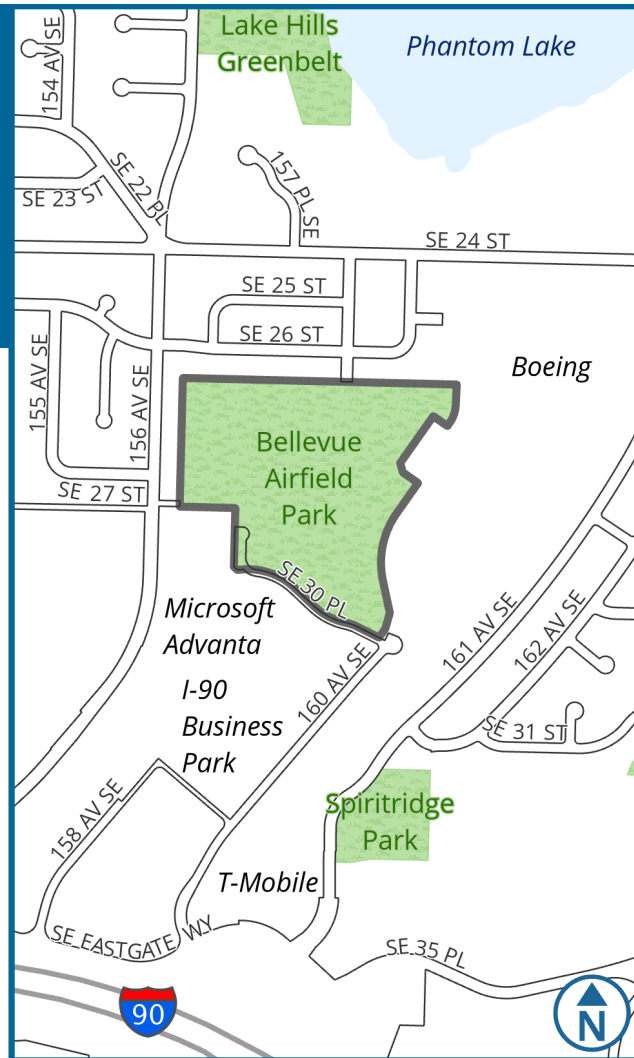 Lake Hills
Greenbelt
Phantom Lake
154 AV SE
SE 22 PL
157 PL SE
SE 23 ST
SE 24 ST
SE 25 ST
SE 26 ST
155 AV SE
156 AV SE
Boeing
Bellevue
Airfield
Park
SE 27 ST
SE 30 PL
Microsoft
Advanta
161 AV SE
162 AV SE
160 AV SE
I-90
Business
Park
SE 31 ST
158 AV SE
Spiritridge
Park
T-Mobile
SE EASTGATE WY
SE 35 PL
90
N